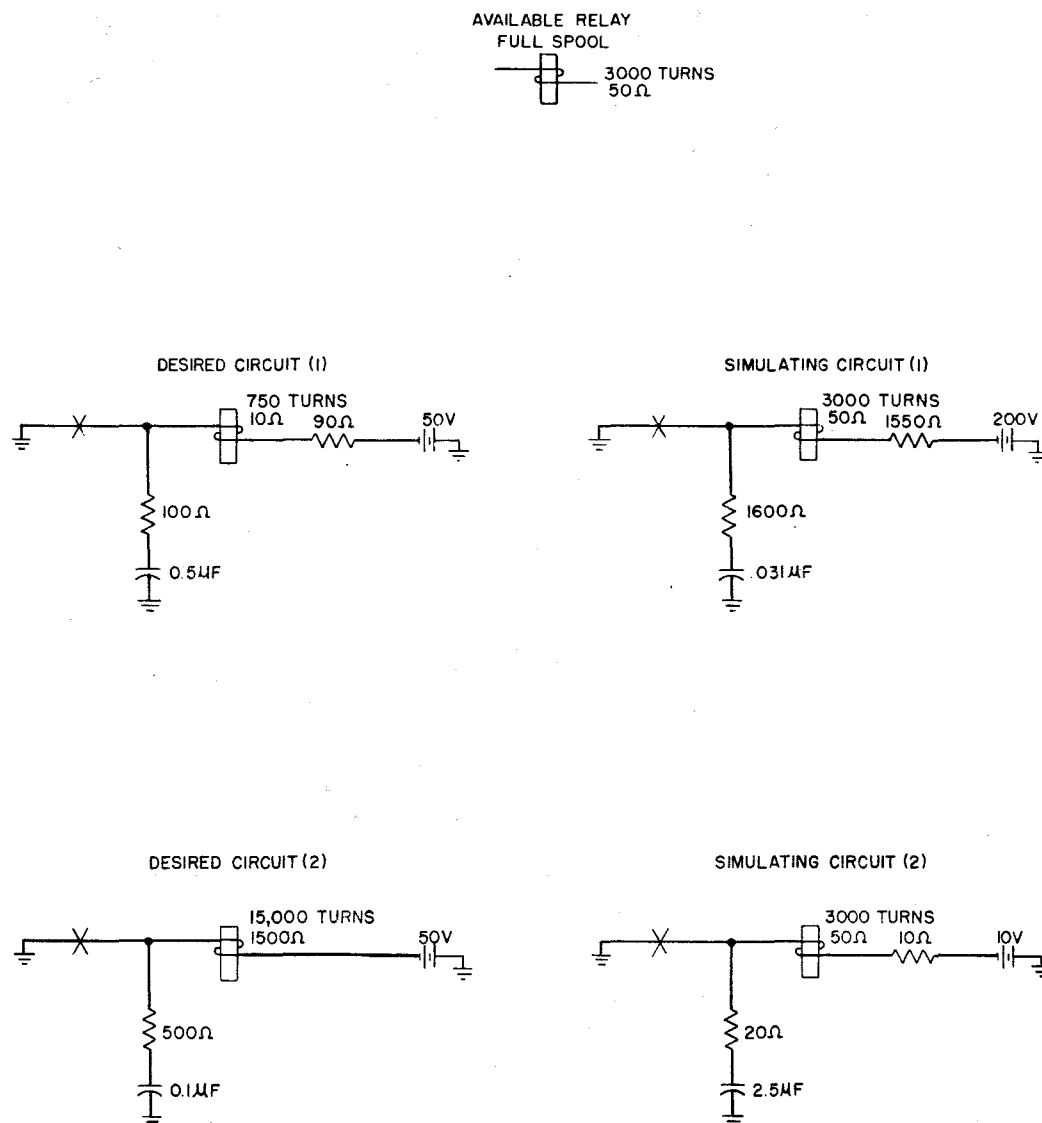 AVAILABLE RELAY
FULL SPOOL
3000 TURNS
50Ω
DESIRED CIRCUIT (1)
750 TURNS
10Ω 90Ω 50V
100Ω
0.5µF
SIMULATING CIRCUIT (1)
3000 TURNS
50Ω 1550Ω 200V
1600Ω
.031µF
DESIRED CIRCUIT (2)
15,000 TURNS
1500Ω 50V
500Ω
0.1µF
SIMULATING CIRCUIT (2)
3000 TURNS
50Ω 10Ω 10V
20Ω
2.5µF